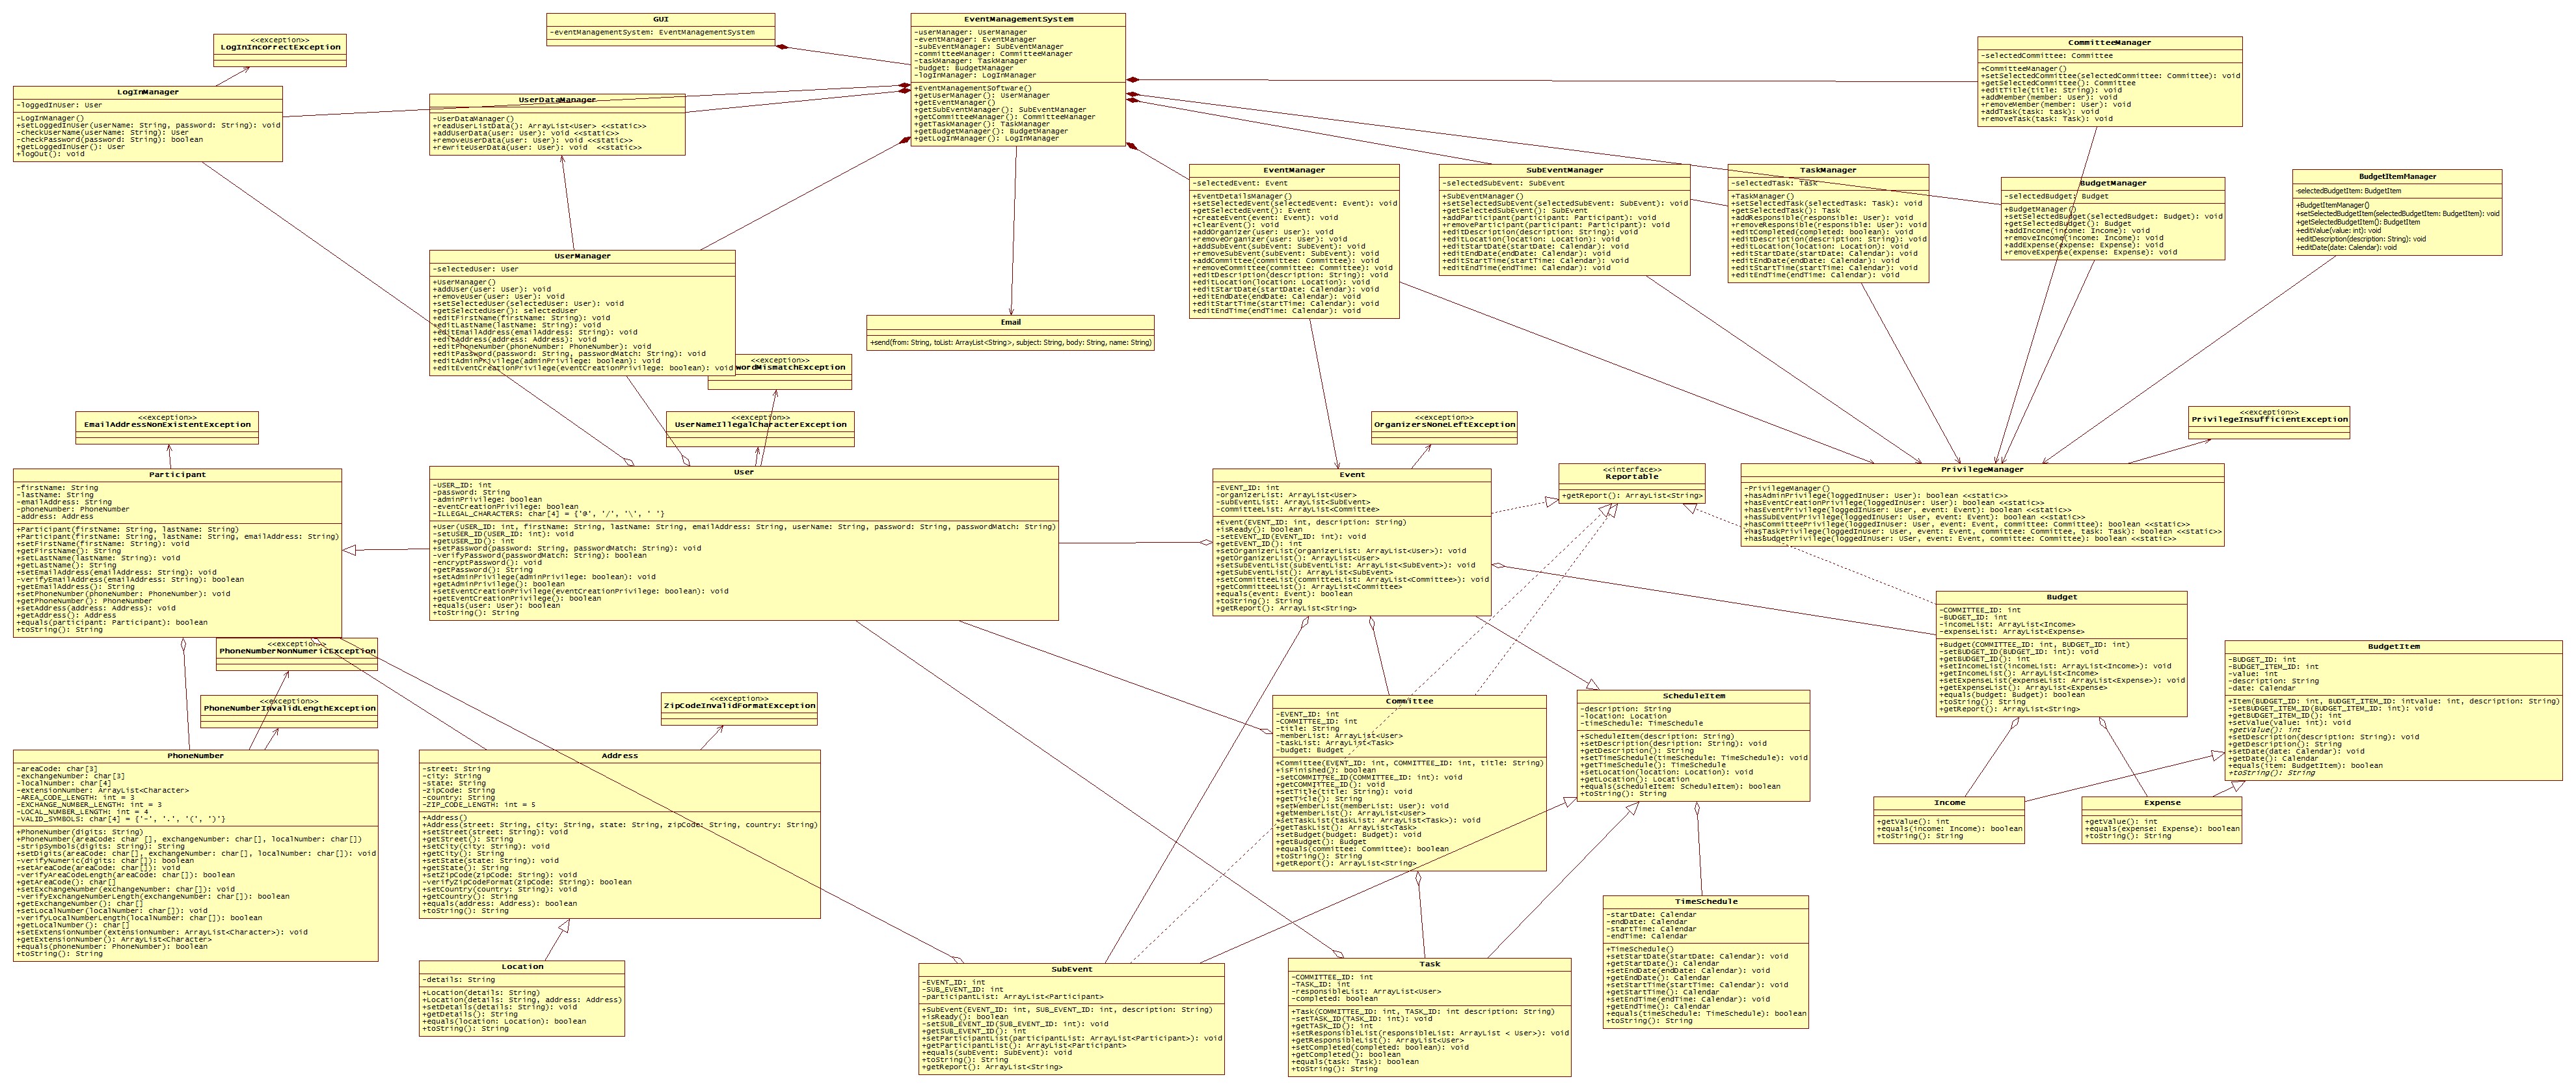 GUI
-eventManagementSystem: EventManagementSystem
EventManagementSystem
-userManager: UserManager
-eventManager: EventManager
-subEventManager: SubEventManager
-committeeManager: CommitteeManager
-taskManager: TaskManager
-budget: BudgetManager
-logInManager: LogInManager
+EventManagementSoftware()
+getUserManager(): UserManager
+getEventManager()
+getSubEventManager(): SubEventManager
+getCommitteeManager(): CommitteeManager
+getTaskManager(): TaskManager
+getBudgetManager(): BudgetManager
+getLogInManager(): LogInManager
<<exception>>
LogInIncorrectException
CommitteeManager
-selectedCommittee: Committee
+CommitteeManager()
+setSelectedCommittee(selectedCommittee: Committee): void
+getSelectedCommittee(): Committee
+editTitle(title: String): void
+addMember(member: User): void
+removeMember(member: User): void
+addTask(task: task): void
+removeTask(task: Task): void
LogInManager
-loggedInUser: User
-LogInManager()
+setLoggedInUser(userName: String, password: String): void
-checkUserName(userName: String): User
-checkPassword(password: String): boolean
+getLoggedInUser(): User
+logOut(): void
UserDataManager
-UserDataManager()
+readUserListData(): ArrayList<User> <<static>>
+addUserData(user: User): void <<static>>
+removeUserData(user: User): void <<static>>
+rewriteUserData(user: User): void <<static>>
EventManager
-selectedEvent: Event
+EventDetailsManager()
+setSelectedEvent(selectedEvent: Event): void
+getSelectedEvent(): Event
+createEvent(event: Event): void
+clearEvent(): void
+addOrganizer(user: User): void
+removeOrganizer(user: User): void
+addSubEvent(subEvent: SubEvent): void
+removeSubEvent(subEvent: SubEvent): void
+addCommittee(committee: Committee): void
+removeCommittee(committee: Committee): void
+editDescription(description: String): void
+editLocation(location: Location): void
+editStartDate(startDate: Calendar): void
+editEndDate(endDate: Calendar): void
+editStartTime(startTime: Calendar): void
+editEndTime(endTime: Calendar): void
SubEventManager
-selectedSubEvent: SubEvent
+SubEventManager()
+setSelectedSubEvent(selectedSubEvent: SubEvent): void
+getSelectedSubEvent(): SubEvent
+addParticipant(participant: Participant): void
+removeParticipant(participant: Participant): void
+editDescription(description: String): void
+editLocation(location: Location): void
+editStartDate(startDate: Calendar): void
+editEndDate(endDate: Calendar): void
+editStartTime(startTime: Calendar): void
+editEndTime(endTime: Calendar): void
TaskManager
-selectedTask: Task
+TaskManager()
+setSelectedTask(selectedTask: Task): void
+getSelectedTask(): Task
+addResponsible(responsible: User): void
+removeResponsible(responsible: User): void
+editCompleted(completed: boolean): void
+editDescription(description: String): void
+editLocation(location: Location): void
+editStartDate(startDate: Calendar): void
+editEndDate(endDate: Calendar): void
+editStartTime(startTime: Calendar): void
+editEndTime(endTime: Calendar): void
BudgetManager
-selectedBudget: Budget
+BudgetManager()
+setSelectedBudget(selectedBudget: Budget): void
+getSelectedBudget(): Budget
+addIncome(income: Income): void
+removeIncome(income: Income): void
+addExpense(expense: Expense): void
+removeExpense(expense: Expense): void
BudgetItemManager
-selectedBudgetItem: BudgetItem
+BudgetItemManager()
+setSelectedBudgetItem(selectedBudgetItem: BudgetItem): void
+getSelectedBudgetItem(): BudgetItem
+editValue(value: int): void
+editDescription(description: String): void
+editDate(date: Calendar): void
UserManager
-selectedUser: User
+UserManager()
+addUser(user: User): void
+removeUser(user: User): void
+setSelectedUser(selectedUser: User): void
+getSelectedUser(): selectedUser
+editFirstName(firstName: String): void
+editLastName(lastName: String): void
+editEmailAddress(emailAddress: String): void
+editAddress(address: Address): void
+editPhoneNumber(phoneNumber: PhoneNumber): void
+editPassword(password: String, passwordMatch: String): void
+editAdminPrivilege(adminPrivilege: boolean): void
+editEventCreationPrivilege(eventCreationPrivilege: boolean): void
Email
+send(from: String, toList: ArrayList<String>, subject: String, body: String, name: String)
<<exception>>
wordMismatchException
<<exception>>
EmailAddressNonExistentException
<<exception>>
UserNameIllegalCharacterException
<<exception>>
OrganizersNoneLeftException
<<exception>>
PrivilegeInsufficientException
Participant
-firstName: String
-lastName: String
-emailAddress: String
-phoneNumber: PhoneNumber
-address: Address
+Participant(firstName: String, lastName: String)
+Participant(firstName: String, lastName: String, emailAddress: String)
+setFirstName(firstName: String): void
+getFirstName(): String
+setLastName(lastName: String): void
+getLastName(): String
+setEmailAddress(emailAddress: String): void
-verifyEmailAddress(emailAddress: String): boolean
+getEmailAddress(): String
+setPhoneNumber(phoneNumber: PhoneNumber): void
+getPhoneNumber(): PhoneNumber
+setAddress(address: Address): void
+getAddress(): Address
+equals(participant: Participant): boolean
+toString(): String
User
-USER_ID: int
-password: String
-adminPrivilege: boolean
-eventCreationPrivilege: boolean
-ILLEGAL_CHARACTERS: char[4] = {'@', '/', '\', ' '}
+User(USER_ID: int, firstName: String, lastName: String, emailAddress: String, userName: String, password: String, passwordMatch: String)
-setUSER_ID(USER_ID: int): void
+getUSER_ID(): int
+setPassword(password: String, passwordMatch: String): void
-verifyPassword(passwordMatch: String): boolean
-encryptPassword(): void
+getPassword(): String
+setAdminPrivilege(adminPrivilege: boolean): void
+getAdminPrivilege(): boolean
+setEventCreationPrivilege(eventCreationPrivilege: boolean): void
+getEventCreationPrivilege(): boolean
+equals(user: User): boolean
+toString(): String
Event
-EVENT_ID: int
-organizerList: ArrayList<User>
-subEventList: ArrayList<SubEvent>
-committeeList: ArrayList<Committee>
+Event(EVENT_ID: int, description: String)
+isReady(): boolean
-setEVENT_ID(EVENT_ID: int): void
+getEVENT_ID(): int
+setOrganizerList(organizerList: ArrayList<User>): void
+getOrganizerList(): ArrayList<User>
+setSubEventList(subEventList: ArrayList<SubEvent>): void
+getSubEventList(): ArrayList<SubEvent>
+setCommitteeList(committeeList: ArrayList<Committee>): void
+getCommitteeList(): ArrayList<Committee>
+equals(event: Event): boolean
+toString(): String
+getReport(): ArrayList<String>
<<interface>>
Reportable
+getReport(): ArrayList<String>
PrivilegeManager
-PrivilegeManager()
+hasAdminPrivilege(loggedInUser: User): boolean <<static>>
+hasEventCreationPrivilege(loggedInUser: User): boolean <<static>>
+hasEventPrivilege(loggedInUser: User, event: Event): boolean <<static>>
+hasSubEventPrivilege(loggedInUser: USer, event: Event): boolean <<static>>
+hasCommitteePrivilege(loggedInUser: User, event: Event, committee: Committee): boolean <<static>>
+hasTaskPrivilege(loggedUser: User, event: Event, committee: Committee, task: Task): boolean <<static>>
+hasBudgetPrivilege(loggedInUser: USer, event: Event, committee: Committee): boolean <<static>>
Budget
-COMMITTEE_ID: int
-BUDGET_ID: int
-incomeList: ArrayList<Income>
-expenseList: ArrayList<Expense>
+Budget(COMMITTEE_ID: int, BUDGET_ID: int)
-setBUDGET_ID(BUDGET_ID: int): void
+getBUDGET_ID(): int
+setIncomeList(incomeList: ArrayList<Income>): void
+getIncomeList(): ArrayList<Income>
+setExpenseList(expenseList: ArrayList<Expense>): void
+getExpenseList(): ArrayList<Expense>
+equals(budget: Budget): boolean
+toString(): String
+getReport(): ArrayList<String>
BudgetItem
-BUDGET_ID: int
-BUDGET_ITEM_ID: int
-value: int
-description: String
-date: Calendar
+Item(BUDGET_ID: int, BUDGET_ITEM_ID: intvalue: int, description: String)
-setBUDGET_ITEM_ID(BUDGET_ITEM_ID: int): void
+getBUDGET_ITEM_ID(): int
+setValue(value: int): void
+getValue(): int
+setDescription(description: String): void
+getDescription(): String
+setDate(date: Calendar): void
+getDate(): Calendar
+equals(item: BudgetItem): boolean
+toString(): String
<<exception>>
PhoneNumberNonNumericException
<<exception>>
PhoneNumberInvalidLengthException
<<exception>>
ZipCodeInvalidFormatException
PhoneNumber
-areaCode: char[3]
-exchangeNumber: char[3]
-localNumber: char[4]
-extensionNumber: ArrayList<Character>
-AREA_CODE_LENGTH: int = 3
-EXCHANGE_NUMBER_LENGTH: int = 3
-LOCAL_NUMBER_LENGTH: int = 4
-VALID_SYMBOLS: char[4] = {'-', '.', '(', ')'}
+PhoneNumber(digits: String)
+PhoneNumber(areaCode: char [], exchangeNumber: char[], localNumber: char[])
-stripSymbols(digits: String): String
+setDigits(areaCode: char[], exchangeNumber: char[], localNumber: char[]): void
-verifyNumeric(digits: char[]): boolean
+setAreaCode(areaCode: char[]): void
-verifyAreaCodeLength(areaCode: char[]): boolean
+getAreaCode(): char[]
+setExchangeNumber(exchangeNumber: char[]): void
-verifyExchangeNumberLength(exchangeNumber: char[]): boolean
+getExchangeNumber(): char[]
+setLocalNumber(localNumber: char[]): void
-verifyLocalNumberLength(localNumber: char[]): boolean
+getLocalNumber(): char[]
+setExtensionNumber(extensionNumber: ArrayList<Character>): void
+getExtensionNumber(): ArrayList<Character>
+equals(phoneNumber: PhoneNumber): boolean
+toString(): String
Address
-street: String
-city: String
-state: String
-zipCode: String
-country: String
-ZIP_CODE_LENGTH: int = 5
+Address()
+Address(street: String, city: String, state: String, zipCode: String, country: String)
+setStreet(street: String): void
+getStreet(): String
+setCity(city: String): void
+getCity(): String
+setState(state: String): void
+getState(): String
+setZipCode(zipCode: String): void
-verifyZipCodeFormat(zipCode: String): boolean
+setCountry(country: String): void
+getCountry(): String
+equals(address: Address): boolean
+toString(): String
Committee
-EVENT_ID: int
-COMMITTEE_ID: int
-title: String
-memberList: ArrayList<User>
-taskList: ArrayList<Task>
-budget: Budget
+Committee(EVENT_ID: int, COMMITTEE_ID: int, title: String)
+isFinished(): boolean
-setCOMMITTEE_ID(COMMITTEE_ID: int): void
+getCOMMITTEE_ID(): int
+setTitle(title: String): void
+getTitle(): String
+setMemberList(memberList: User): void
+getMemberList(): ArrayList<User>
+setTaskList(taskList: ArrayList<Task>): void
+getTaskList(): ArrayList<Task>
+setBudget(budget: Budget): void
+getBudget(): Budget
+equals(committee: Committee): boolean
+toString(): String
+getReport(): ArrayList<String>
ScheduleItem
-description: String
-location: Location
-timeSchedule: TimeSchedule
+ScheduleItem(description: String)
+setDescription(desription: String): void
+getDescription(): String
+setTimeSchedule(timeSchedule: TimeSchedule): void
+getTimeSchedule(): TimeSchedule
+setLocation(location: Location): void
+getLocation(): Location
+equals(scheduleItem: ScheduleItem): boolean
+toString(): String
Income
+getValue(): int
+equals(income: Income): boolean
+toString(): String
Expense
+getValue(): int
+equals(expense: Expense): boolean
+toString(): String
TimeSchedule
-startDate: Calendar
-endDate: Calendar
-startTime: Calendar
-endTime: Calendar
+TimeSchedule()
+setStartDate(startDate: Calendar): void
+getStartDate(): Calendar
+setEndDate(endDate: Calendar): void
+getEndDate(): Calendar
+setStartTime(startTime: Calendar): void
+getStartTime(): Calendar
+setEndTime(endTime: Calendar): void
+getEndTime(): Calendar
+equals(timeSchedule: TimeSchedule): boolean
+toString(): String
Location
-details: String
+Location(details: String)
+Location(details: String, address: Address)
+setDetails(details: String): void
+getDetails(): String
+equals(location: Location): boolean
+toString(): String
SubEvent
-EVENT_ID: int
-SUB_EVENT_ID: int
-participantList: ArrayList<Participant>
+SubEvent(EVENT_ID: int, SUB_EVENT_ID: int, description: String)
+isReady(): boolean
-setSUB_EVENT_ID(SUB_EVENT_ID: int): void
+getSUB_EVENT_ID(): int
+setParticipantList(participantList: ArrayList<Participant>): void
+getParticipantList(): ArrayList<Participant>
+equals(subEvent: SubEvent): void
+toString(): String
+getReport(): ArrayList<String>
Task
-COMMITTEE_ID: int
-TASK_ID: int
-responsibleList: ArrayList<User>
-completed: boolean
+Task(COMMITTEE_ID: int, TASK_ID: int description: String)
-setTASK_ID(TASK_ID: int): void
+getTASK_ID(): int
+setResponsibleList(responsibleList: ArrayList < User>): void
+getResponsibleList(): ArrayList<User>
+setCompleted(completed: boolean): void
+getCompleted(): boolean
+equals(task: Task): boolean
+toString(): String